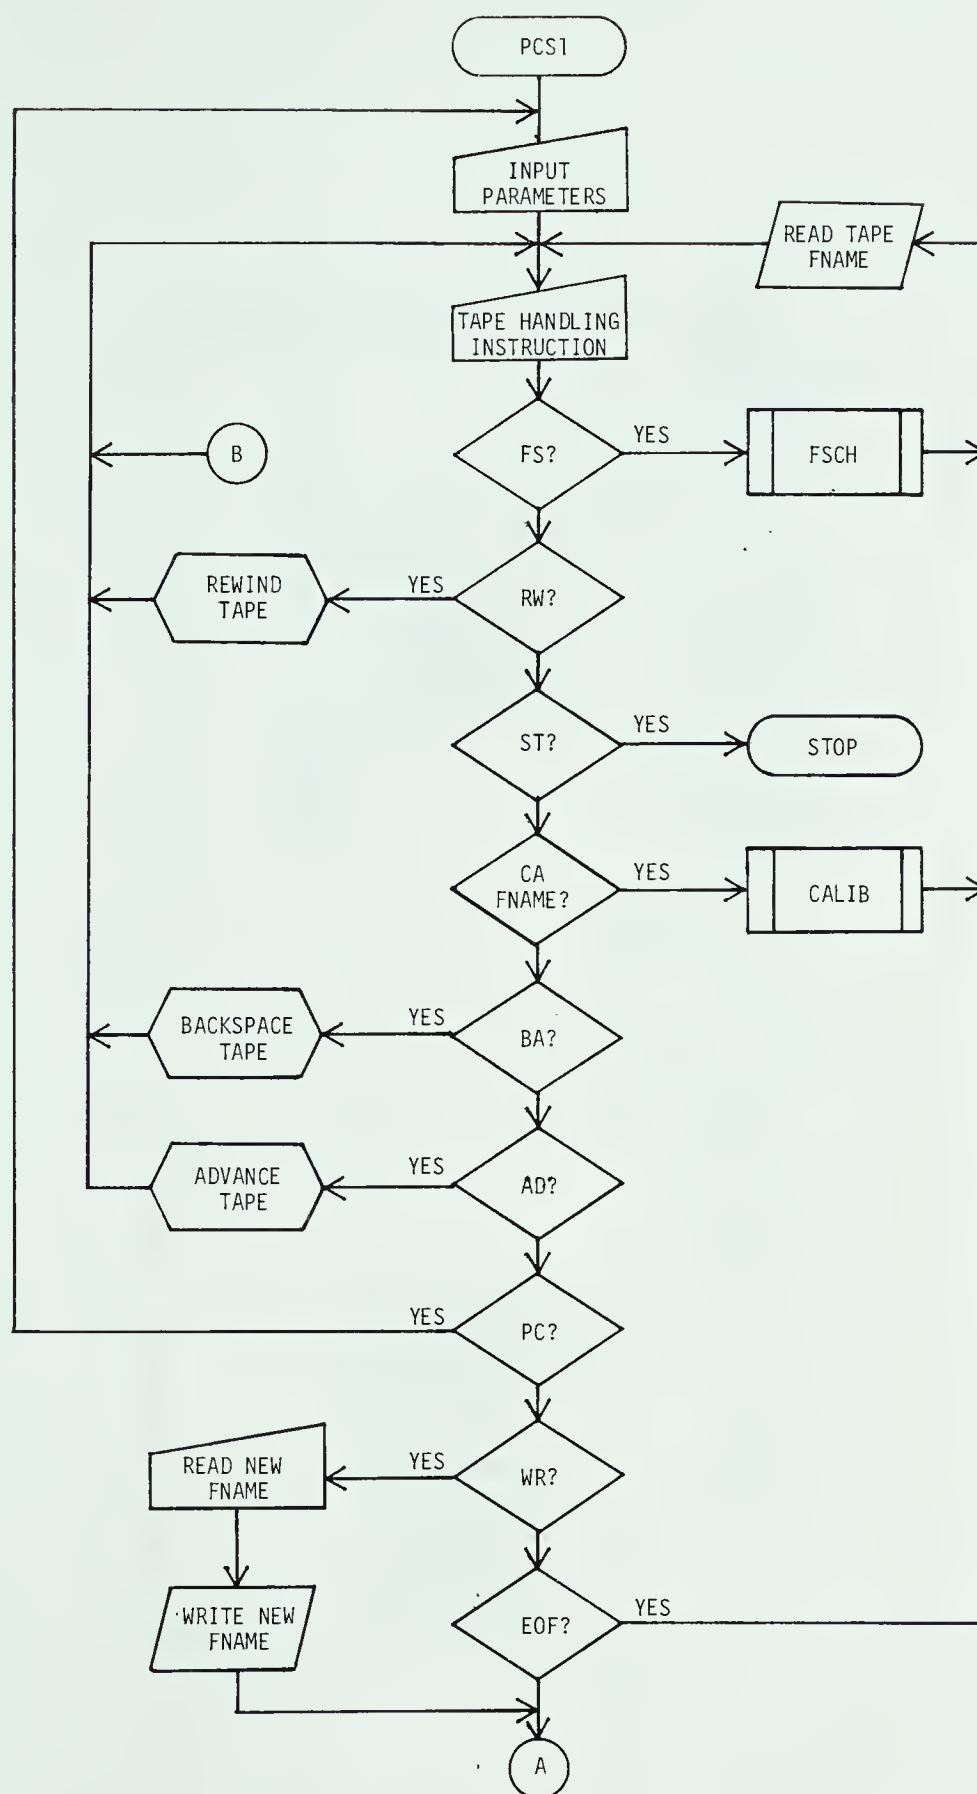 PCS1
INPUT
PARAMETERS
READ TAPE
FNAME
TAPE HANDLING
INSTRUCTION
B
FS?
YES
FSCH
REWIND
TAPE
YES
RW?
ST?
YES
STOP
CA
FNAME?
YES
CALIB
BACKSPACE
TAPE
YES
BA?
ADVANCE
TAPE
YES
AD?
YES
PC?
READ NEW
FNAME
YES
WR?
WRITE NEW
FNAME
EOF?
YES
A